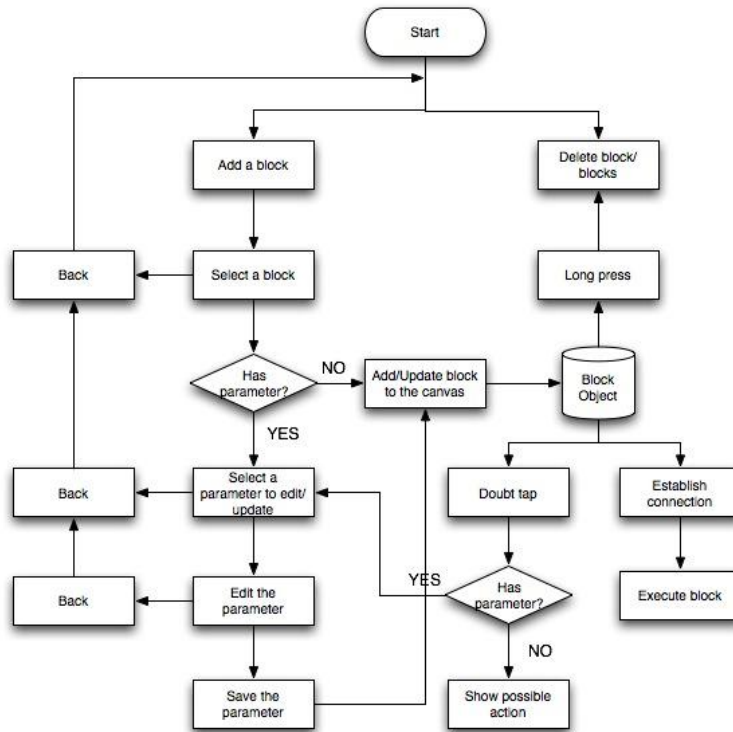 Start
Add a block
Delete block/
blocks
Back
Select a block
Long press
Has
parameter?
NO
Add/Update block
to the canvas
Block
Object
YES
Back
Select a
parameter to edit/
update
Doubt tap
Establish
connection
Back
Edit the
parameter
YES
Has
parameter?
Execute block
NO
Save the
parameter
Show possible
action